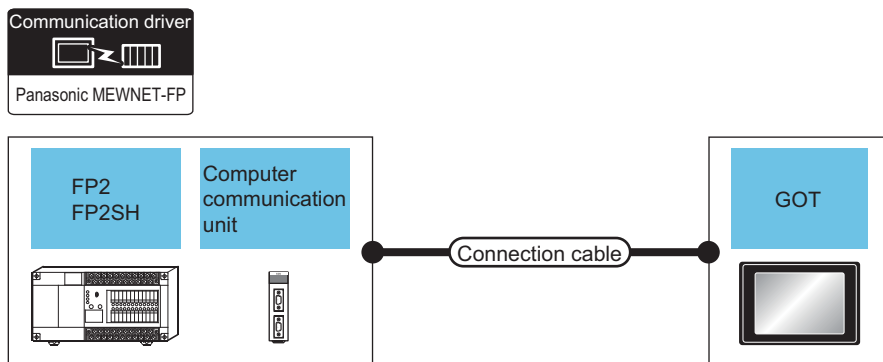 Communication driver
Panasonic MEWNET-FP
FP2
FP2SH
Computer
communication
unit
Connection cable
GOT